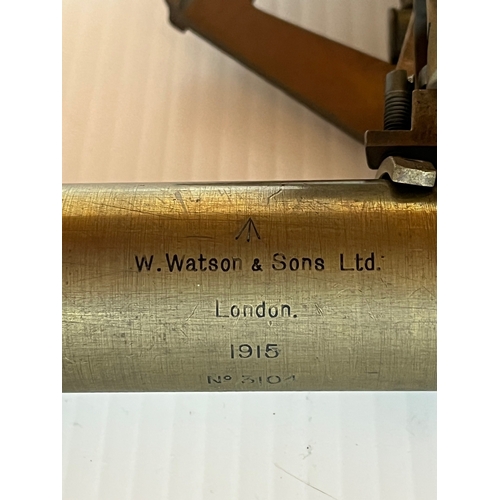 W. Watson & Sons Ltd.
London.
1915
No 3104